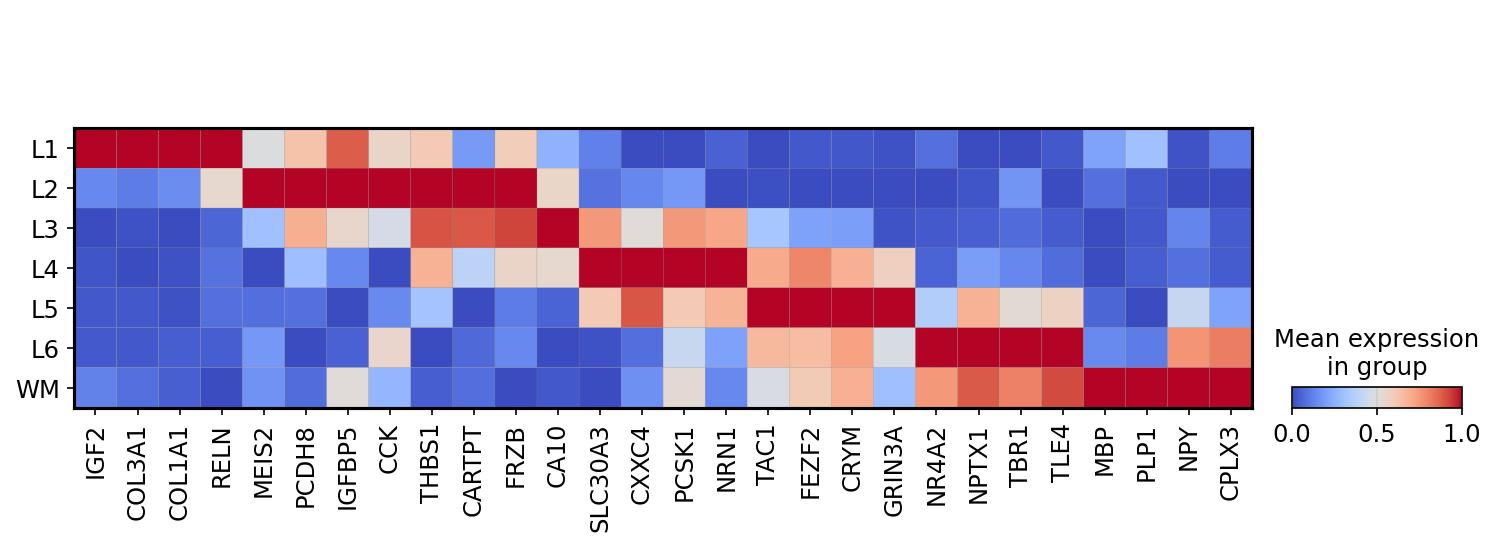 L1
L2
L3
L4
L5
L6
WM
IGF2
COL3A1
COL1A1
RELN
MEIS2
PCDH8
IGFBP5
CCK
THBS1
CARTPT
FRZB
CA10
SLC30A3
CXXC4
PCSK1
NRN1
TAC1
FEZF2
CRYM
GRIN3A
NR4A2
NPTX1
TBR1
TLE4
MBP
PLP1
NPY
CPLX3
Mean expression
in group
0.0 0.5 1.0